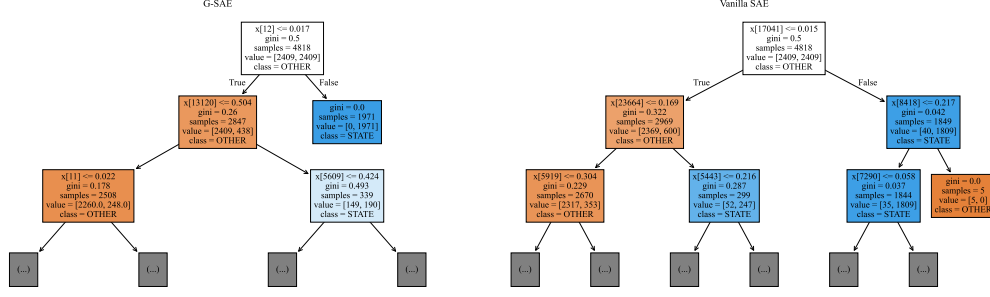 G-SAE
x[12] <= 0.017
gini = 0.5
samples = 4818
value = [2409, 2409]
class = OTHER
True
False
x[13120] <= 0.504
gini = 0.26
samples = 2847
value = [2409, 438]
class = OTHER
gini = 0.0
samples = 1971
value = [0, 1971]
class = STATE
x[11] <= 0.022
gini = 0.178
samples = 2508
value = [2260.0, 248.0]
class = OTHER
x[5609] <= 0.424
gini = 0.493
samples = 339
value = [149, 190]
class = STATE
(...)
(...)
(...)
(...)
Vanilla SAE
x[17041] <= 0.015
gini = 0.5
samples = 4818
value = [2409, 2409]
class = OTHER
True
False
x[23664] <= 0.169
gini = 0.322
samples = 2969
value = [2369, 600]
class = OTHER
x[8418] <= 0.217
gini = 0.042
samples = 1849
value = [40, 1809]
class = STATE
x[5919] <= 0.304
gini = 0.229
samples = 2670
value = [2317, 353]
class = OTHER
x[5443] <= 0.216
gini = 0.287
samples = 299
value = [52, 247]
class = STATE
x[7290] <= 0.058
gini = 0.037
samples = 1844
value = [35, 1809]
class = STATE
gini = 0.0
samples = 5
value = [5, 0]
class = OTHER
(...)
(...)
(...)
(...)
(...)
(...)